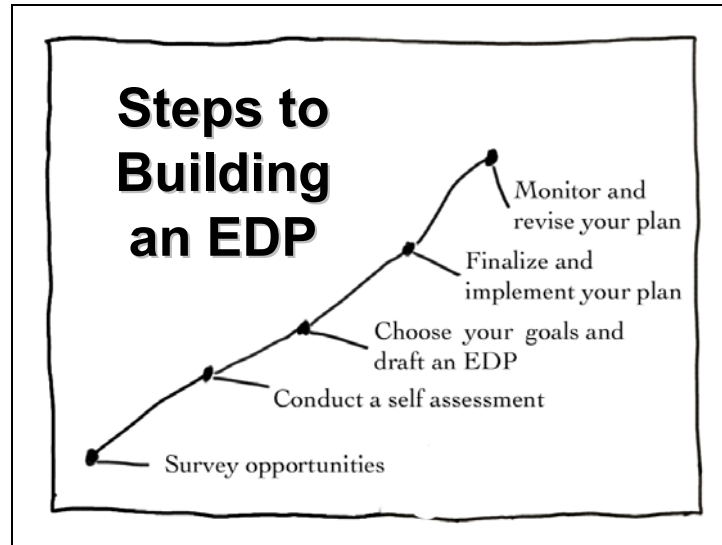 Steps to
Building
an EDP
Monitor and
revise your plan
Finalize and
implement your plan
Choose your goals and
draft an EDP
Conduct a self assessment
Survey opportunities